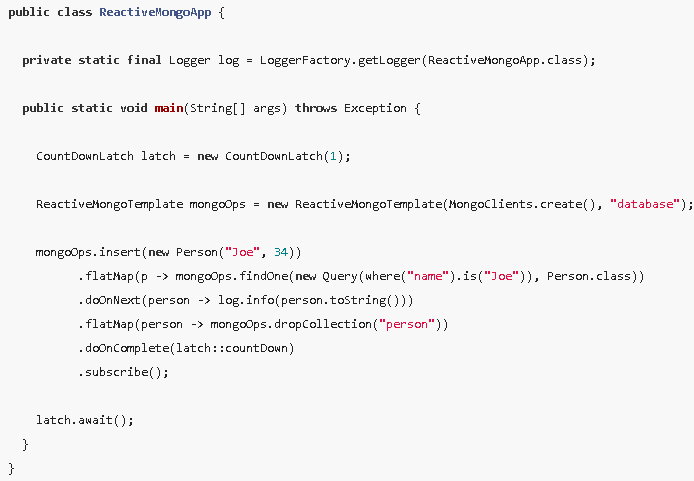 public class ReactiveMongoApp {
private static final Logger log = LoggerFactory.getLogger(ReactiveMongoApp.class);
public static void main(String[] args) throws Exception {
CountDownLatch latch = new CountDownLatch(1);
ReactiveMongoTemplate mongoOps = new ReactiveMongoTemplate(MongoClients.create(), "database");
mongoOps.insert(new Person("Joe", 34))
.flatMap(p -> mongoOps.findOne(new Query(where("name").is("Joe")), Person.class))
.doOnNext(person -> log.info(person.toString()))
.flatMap(person -> mongoOps.dropCollection("person"))
.doOnComplete(latch::countDown)
.subscribe();
latch.await();
}
}